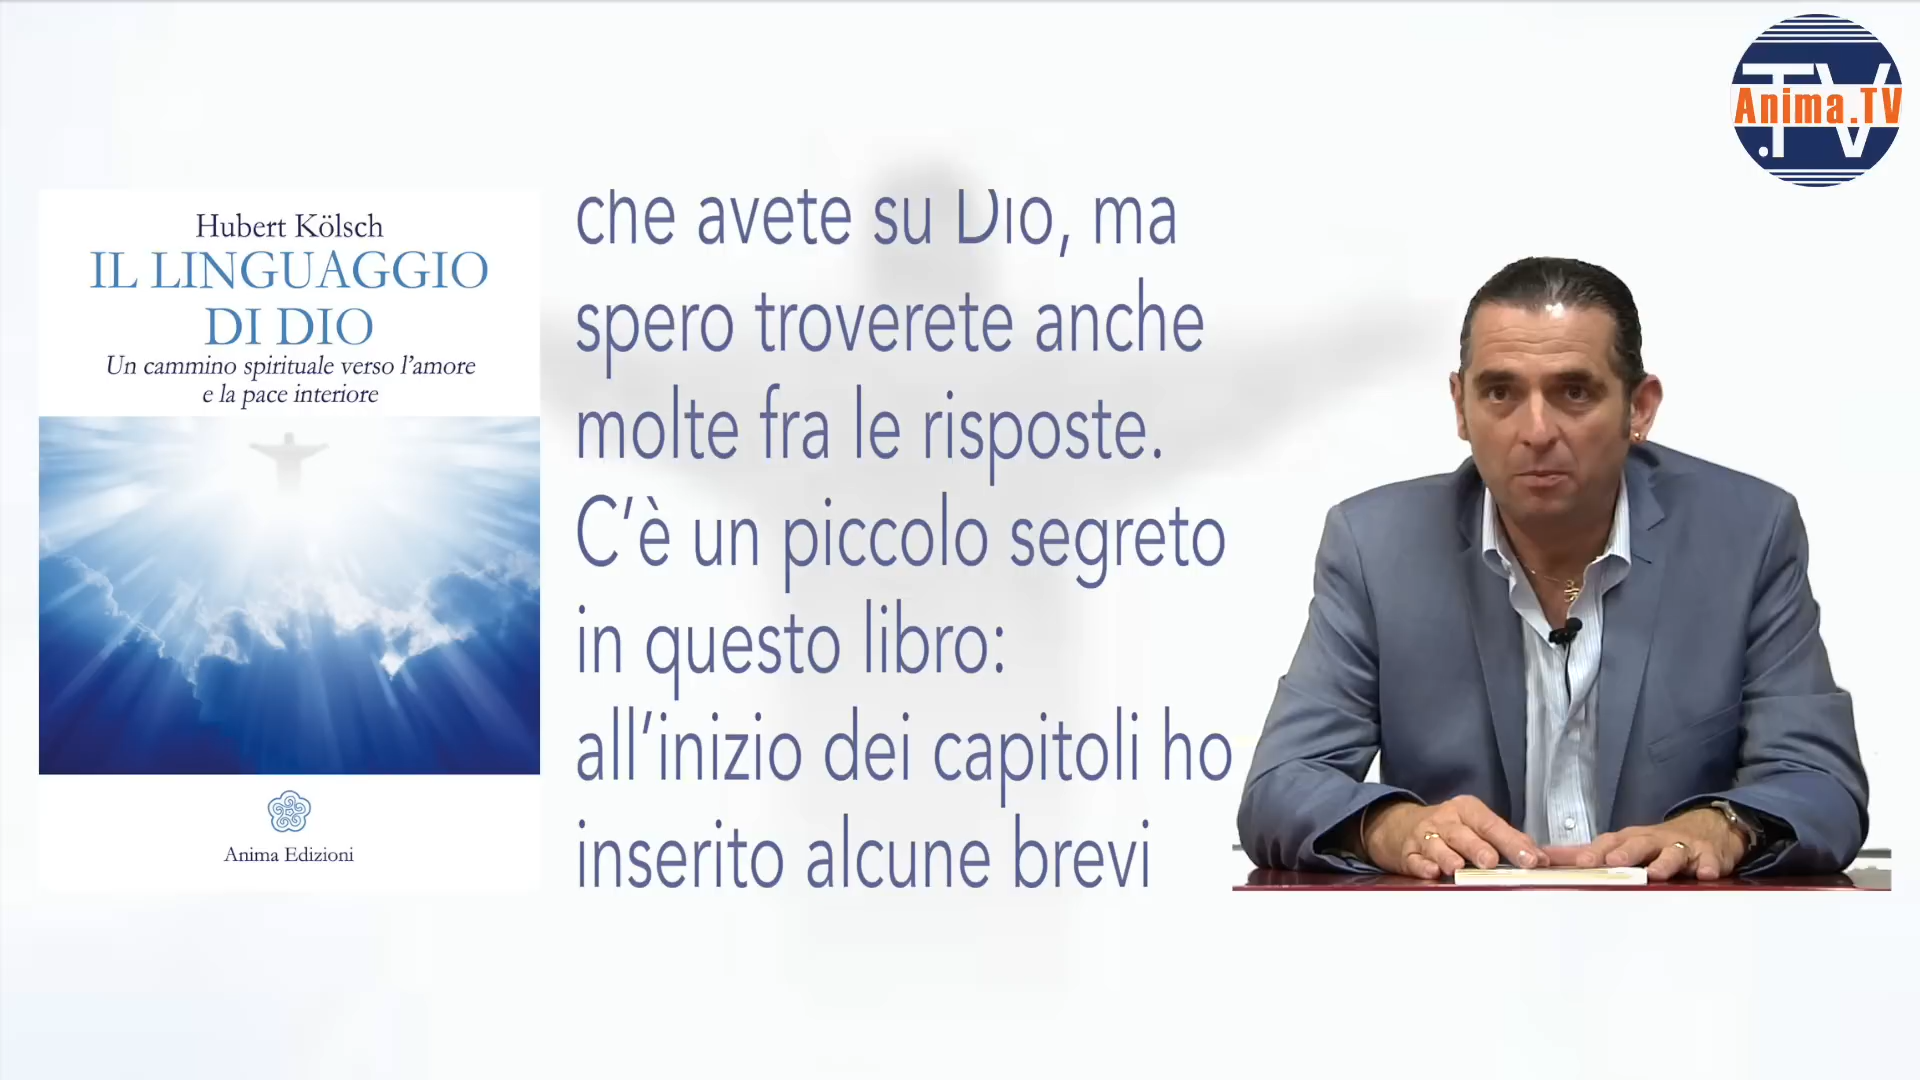 .TV
Anima.TV
Hubert Kölsch
IL LINGUAGGIO
DI DIO
Un cammino spirituale verso l'amore
e la pace interiore
Anima Edizioni
che avete su Dio, ma
spero troverete anche
molte fra le risposte.
C'è un piccolo segreto
in questo libro:
all'inizio dei capitoli ho
inserito alcune brevi